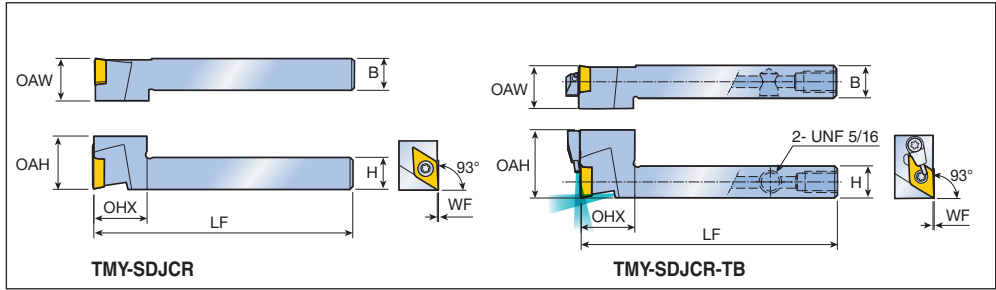 OAW
B
OAH
H
93°
OHX
WF
LF
TMY-SDJCR
OAW
B
2- UNF 5/16
OAH
H
93°
OHX
WF
LF
TMY-SDJCR-TB